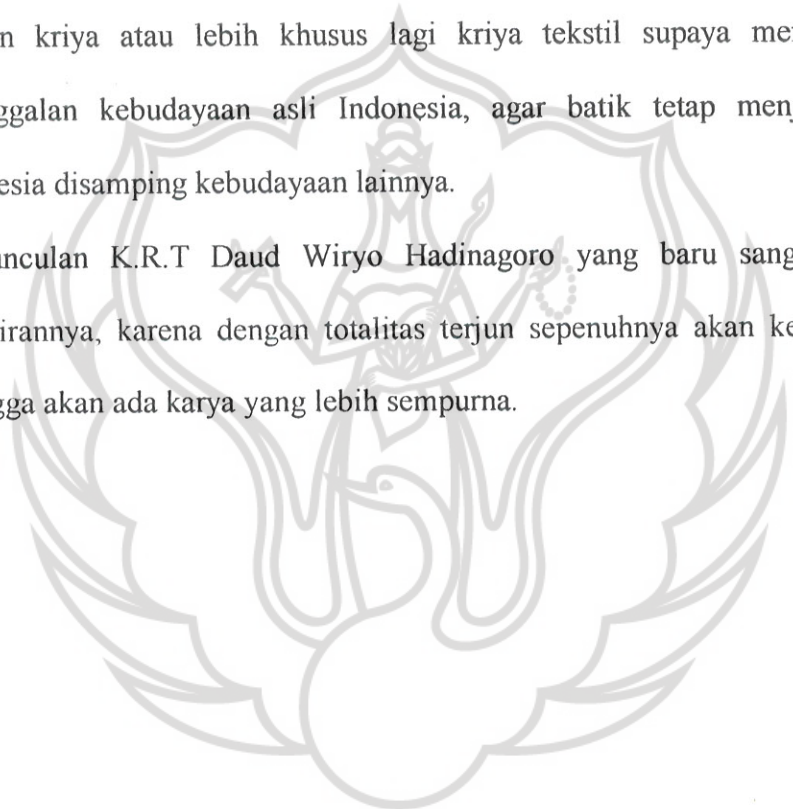 n kriya atau lebih khusus lagi kriya tekstil supaya me
ggalan kebudayaan asli Indonesia, agar batik tetap men
esia disamping kebudayaan lainnya.
nculan K.R.T Daud Wiryo Hadinagoro yang baru sang
irannya, karena dengan totalitas terjun sepenuhnya akan ke
gga akan ada karya yang lebih sempurna.